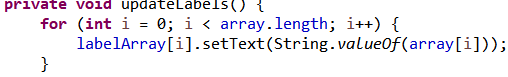 private void updateLabels() {
    for (int i = 0; i < array.length; i++) {
        labelArray[i].setText(String.valueOf(array[i]));
    }